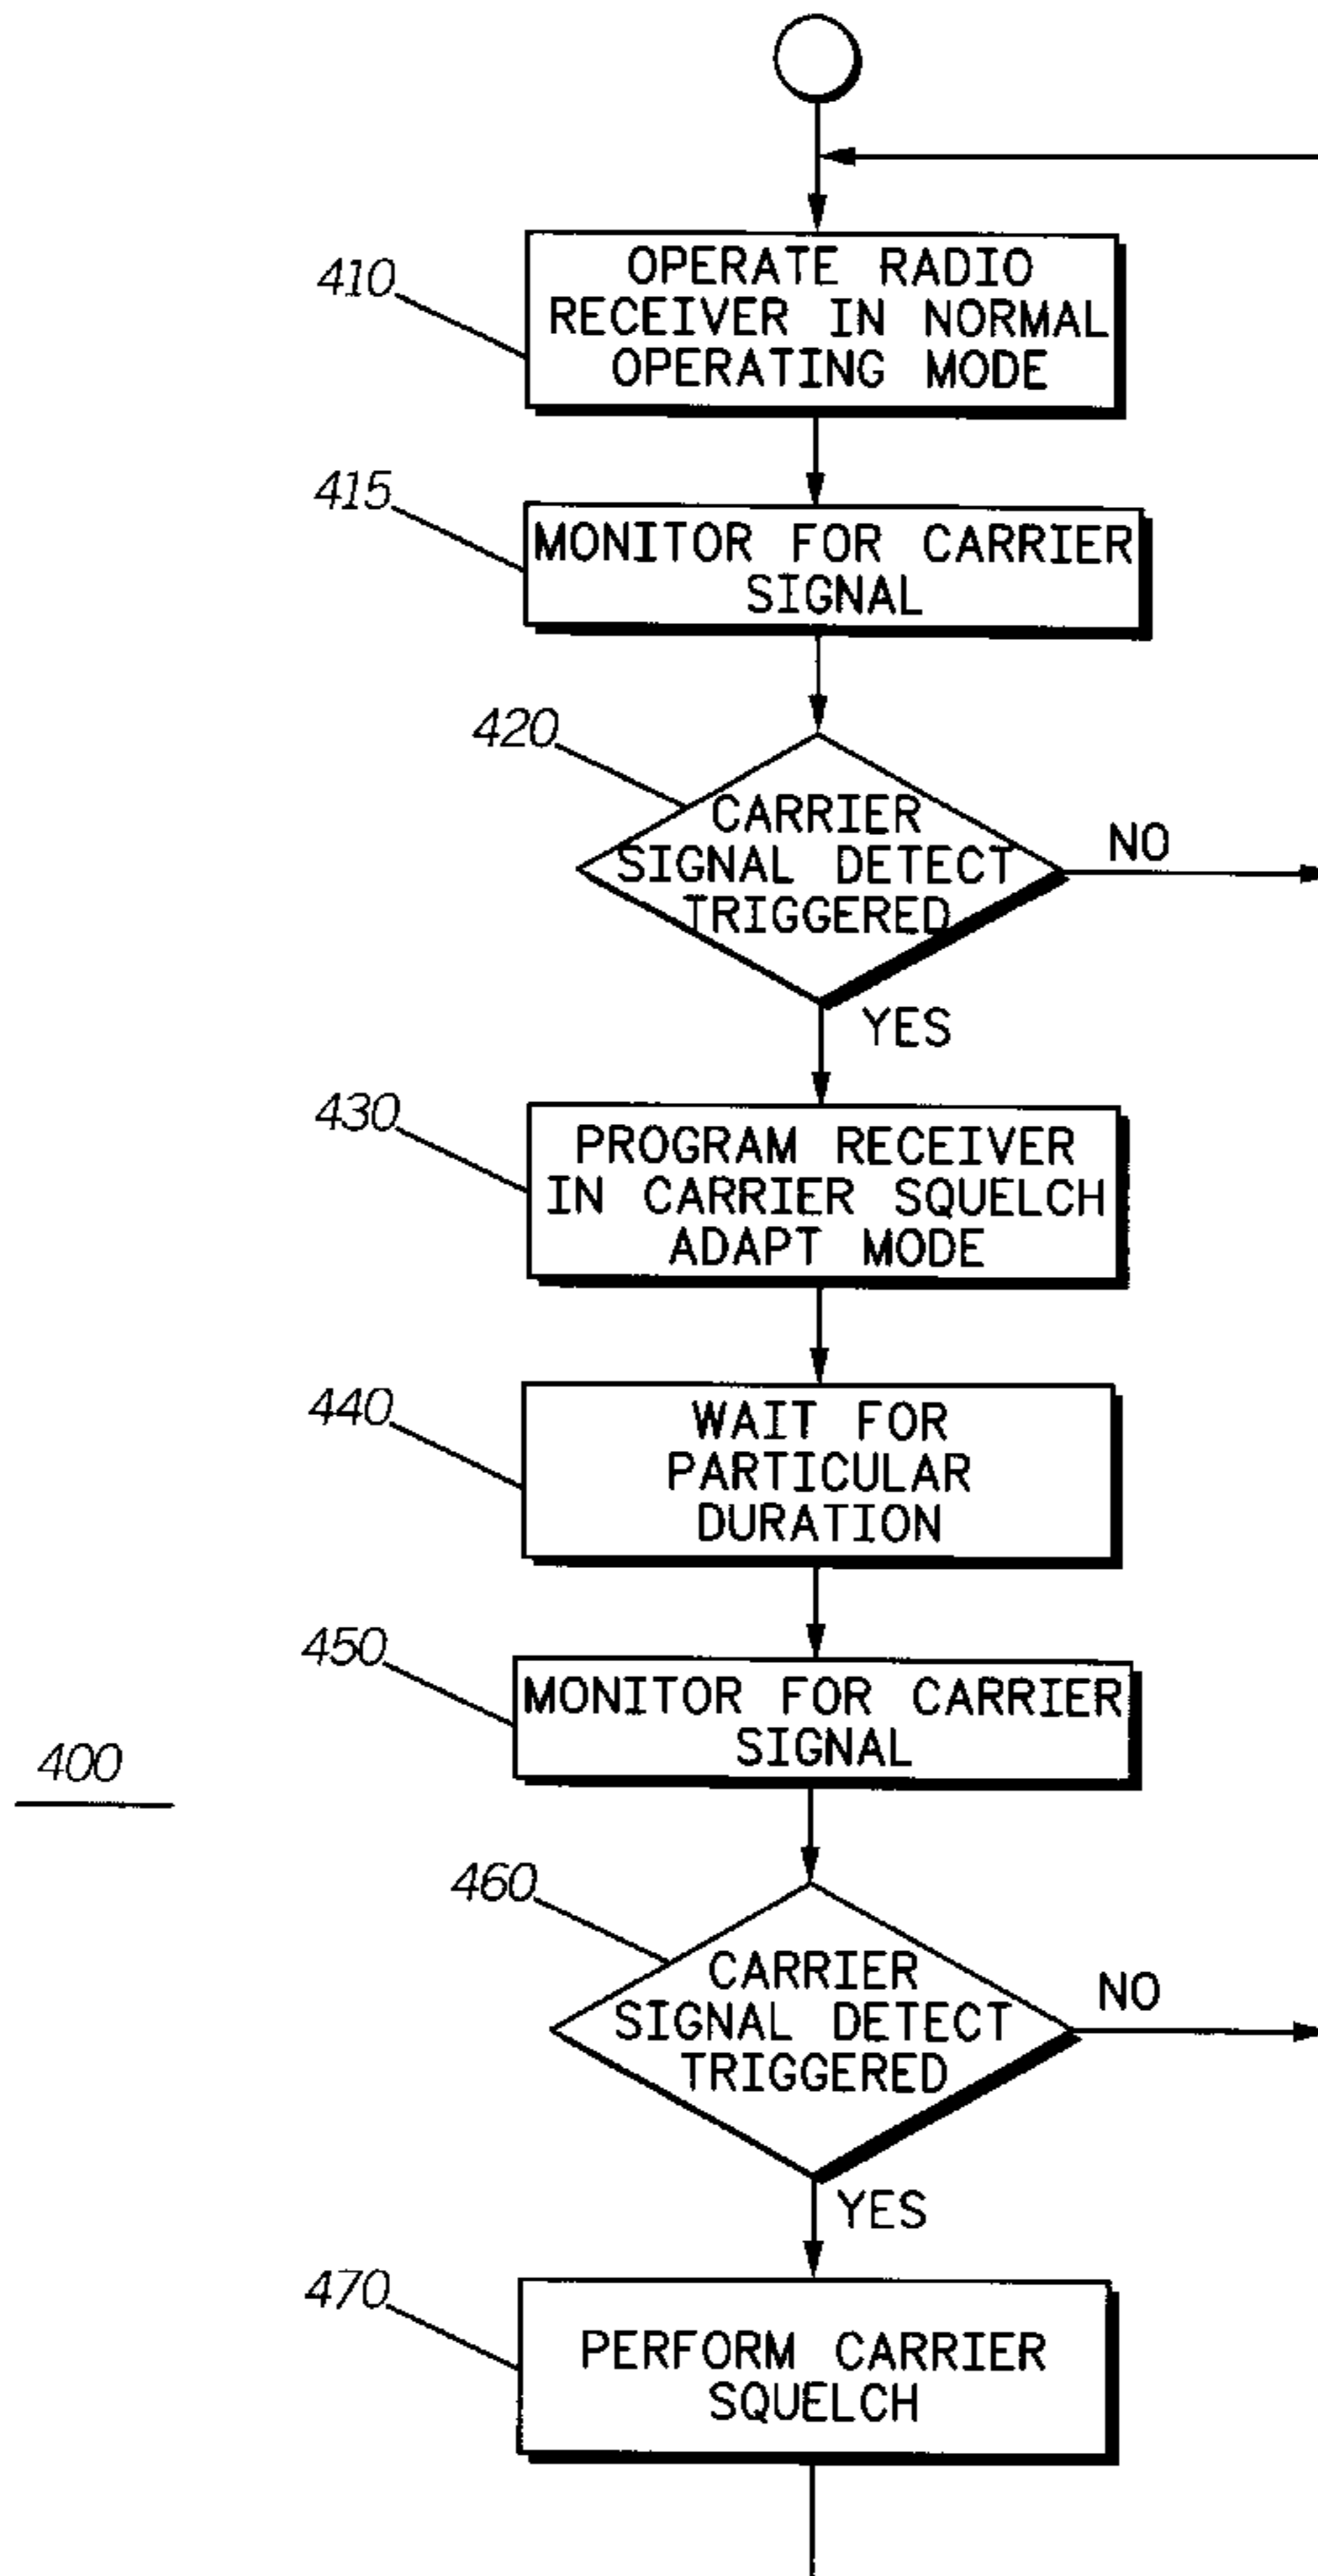 410
OPERATE RADIO
RECEIVER IN NORMAL
OPERATING MODE
415
MONITOR FOR CARRIER
SIGNAL
420
CARRIER
SIGNAL DETECT
TRIGGERED
NO
YES
430
PROGRAM RECEIVER
IN CARRIER SQUELCH
ADAPT MODE
440
WAIT FOR
PARTICULAR
DURATION
450
MONITOR FOR CARRIER
SIGNAL
400
460
CARRIER
SIGNAL DETECT
TRIGGERED
NO
YES
470
PERFORM CARRIER
SQUELCH